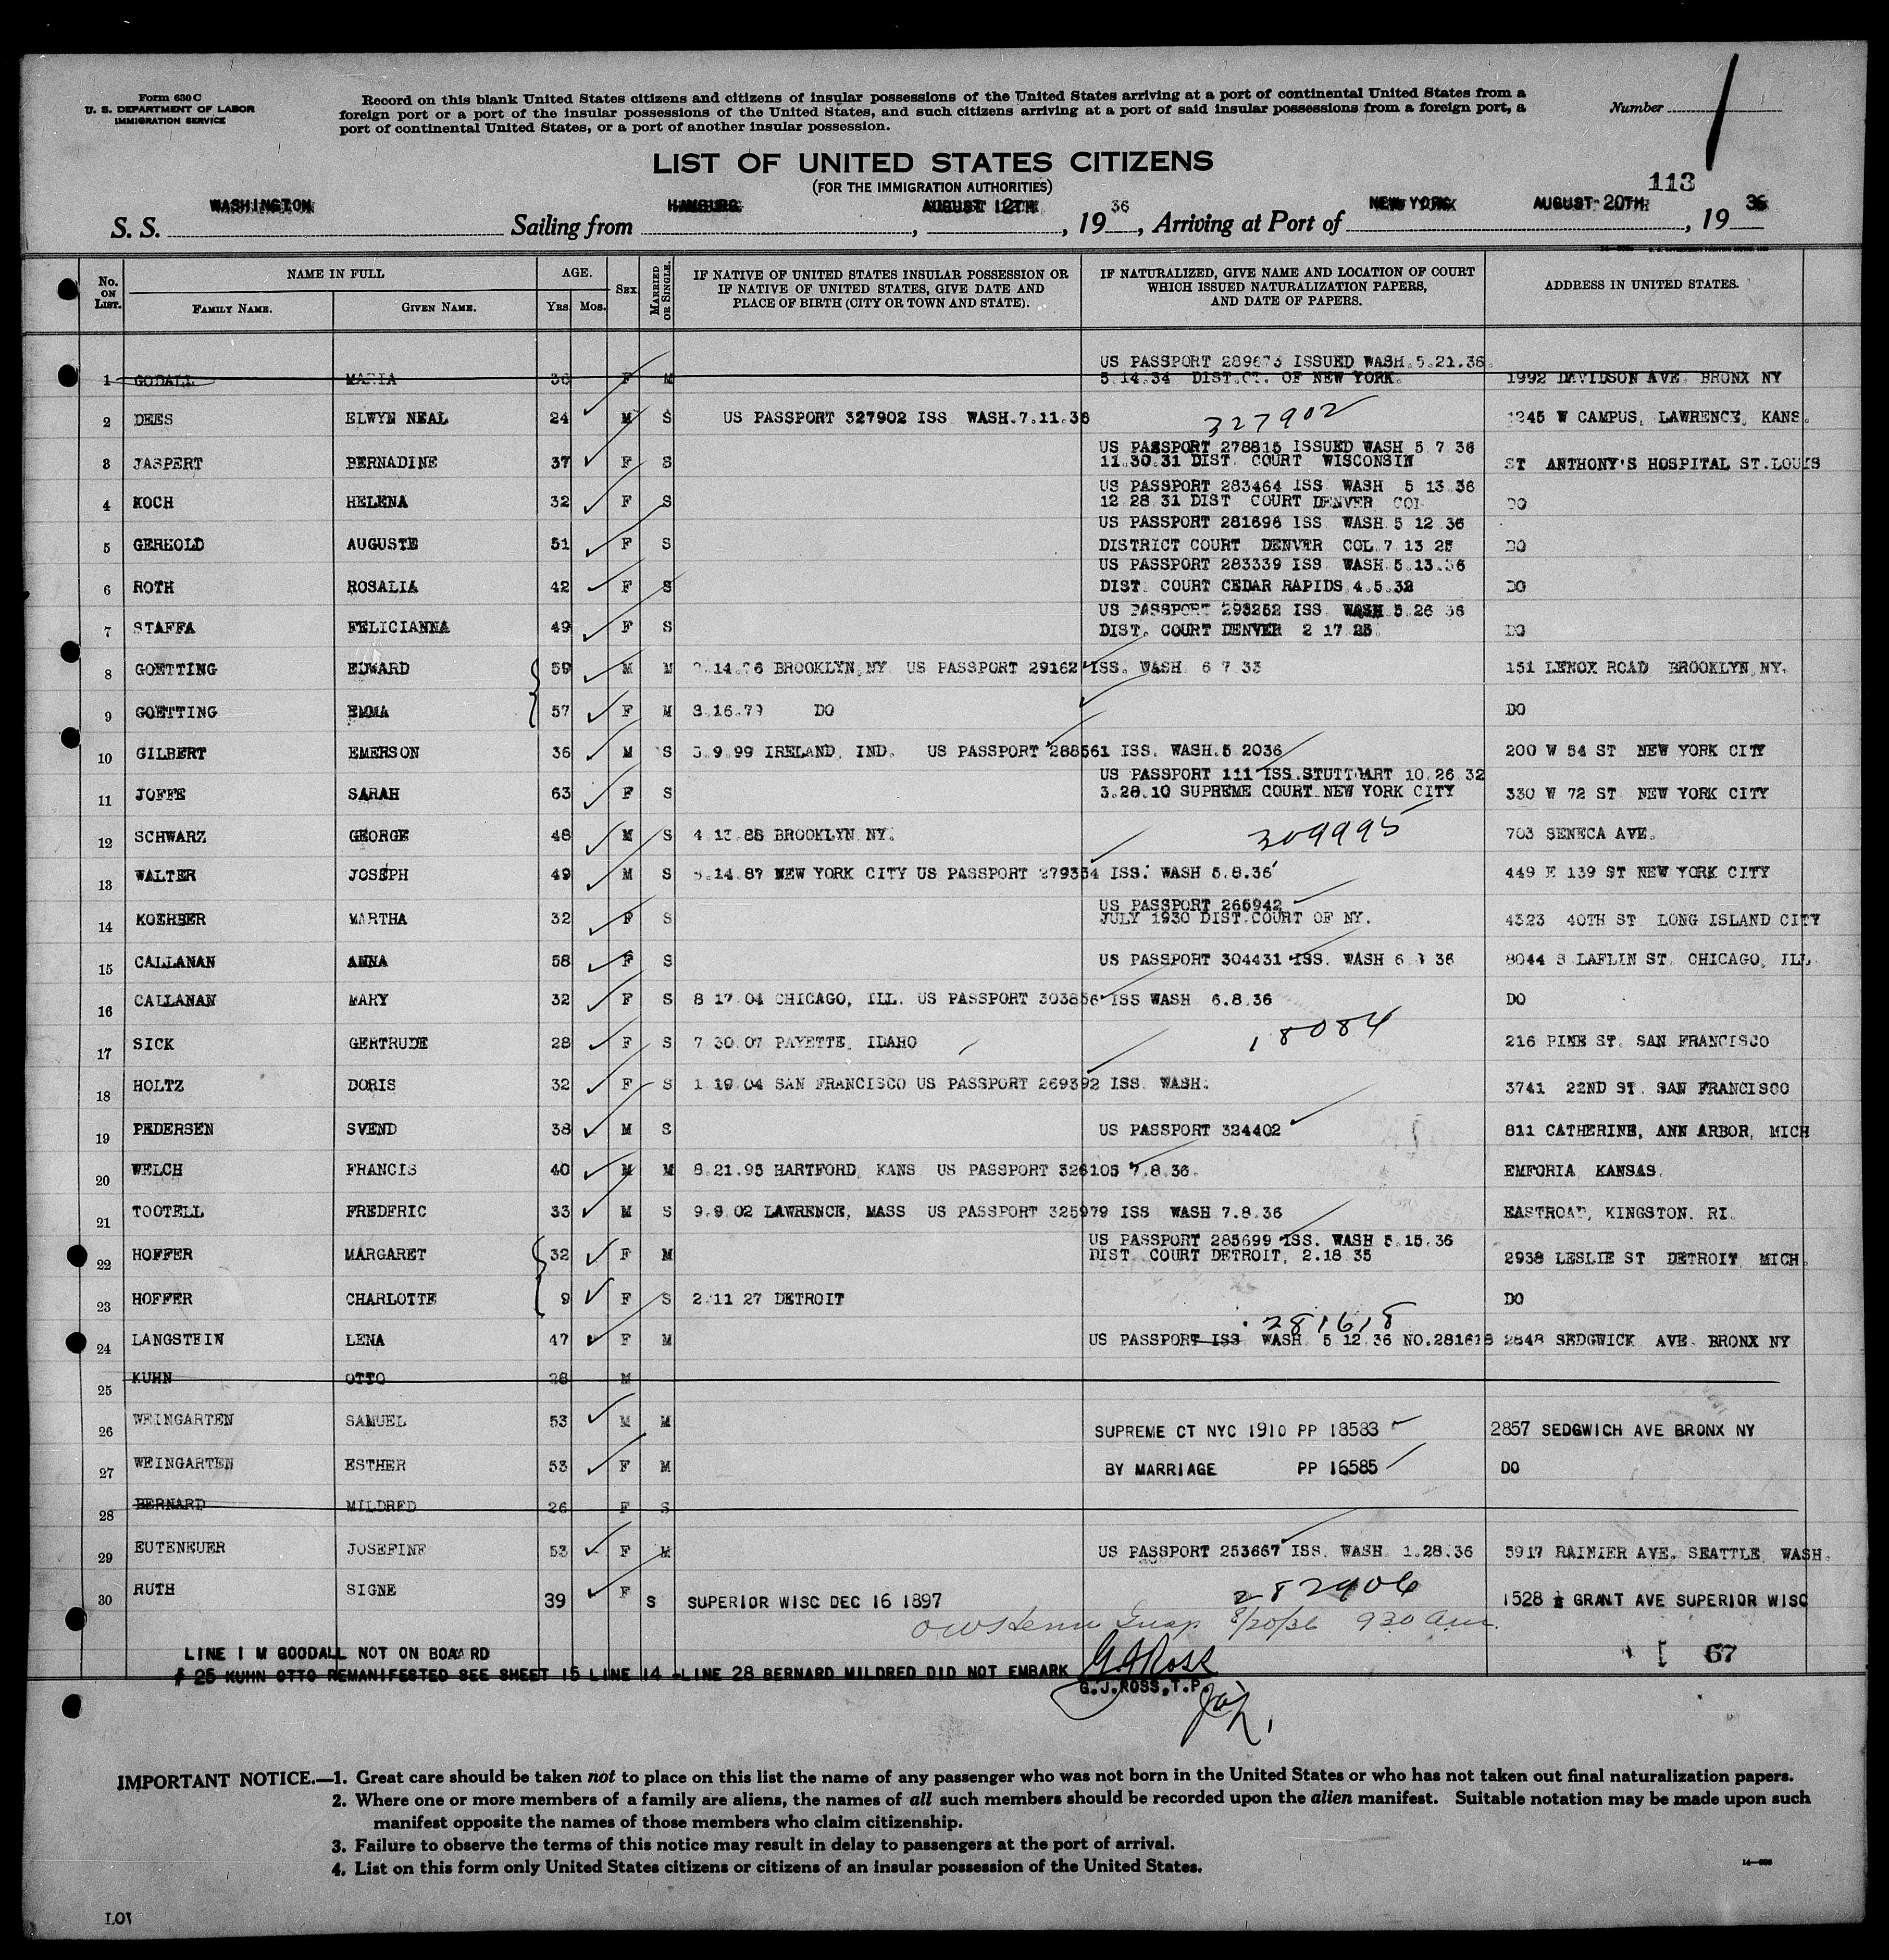 Form 630 C
U. S. DEPARTMENT OF LABOR
IMMIGRATION SERVICE
Record on this blank United States citizens and citizens of insular possessions of the United States arriving at a port of continental United States from a
foreign port or a port of the insular possessions of the United States, and such citizens arriving at a port of said insular possessions from a foreign port, a
port of continental United States, or a port of another insular possession.
Number 1
LIST OF UNITED STATES CITIZENS
(FOR THE IMMIGRATION AUTHORITIES)
113
S. S. WASHINGTON Sailing from HAMBURG, AUGUST 12TH, 19 36, Arriving at Port of NEW YORK AUGUST 20TH, 19 36
No. ON LIST. NAME IN FULL FAMILY NAME. GIVEN NAME. AGE. YRS. MOS. SEX. MARRIED OR SINGLE. IF NATIVE OF UNITED STATES INSULAR POSSESSION OR IF NATIVE OF UNITED STATES, GIVE DATE AND PLACE OF BIRTH (CITY OR TOWN AND STATE). IF NATURALIZED, GIVE NAME AND LOCATION OF COURT WHICH ISSUED NATURALIZATION PAPERS, AND DATE OF PAPERS. ADDRESS IN UNITED STATES.
US PASSPORT 289673 ISSUED WASH.5.21.36.
1 GODALL MARIA 36 F M 5.14.34 DIST.CT. OF NEW YORK. 1992 DAVIDSON AVE. BRONX NY
2 DEES ELWYN NEAL 24 M S US PASSPORT 327902 ISS WASH.7.11.36 327902 1245 W CAMPUS, LAWRENCE, KANS.
US PASSPORT 278815 ISSUED WASH 5 7 36
3 JASPERT BERNADINE 37 F S 11.30.31 DIST. COURT WISCONSIN ST ANTHONY'S HOSPITAL ST.LOUIS
US PASSPORT 283464 ISS WASH 5 13 36
4 KOCH HELENA 32 F S 12 28 31 DIST COURT DENVER COL DO
US PASSPORT 281696 ISS WASH 5 12 36
5 GERHOLD AUGUSTE 51 F S DISTRICT COURT DENVER COL.7 13 28 DO
US PASSPORT 283339 ISS WASH.5.13.36
6 ROTH ROSALIA 42 F S DIST. COURT CEDAR RAPIDS.4.5.32 DO
US PASSPORT 293252 ISS WASH 5 26 36
7 STAFFA FELICIANNA 49 F S DIST. COURT DENVER 2 17 DO
8 GOETTING EDWARD 59 M M 14.76 BROOKLYN,NY US PASSPORT 29162 ISS. WASH 6 7 33 151 LENOX ROAD BROOKLYN,NY.
9 GOETTING EMMA 57 F M 3.16.79 DO DO
10 GILBERT EMERSON 36 M S 5.9.99 IRELAND, IND. US PASSPORT 288561 ISS. WASH.5 2036 200 W 54 ST NEW YORK CITY
US PASSPORT 111 ISS.STUTTGART 10.26 32
11 JOFFE SARAH 63 F S 3.28.10 SUPREME COURT NEW YORK CITY 330 W 72 ST NEW YORK CITY
12 SCHWARZ GEORGE 48 M S 4 13 88 BROOKLYN NY. 309995 703 SENECA AVE.
13 WALTER JOSEPH 49 M S 5.14.87 NEW YORK CITY US PASSPORT 279354 ISS. WASH 5.8.36 449 E 139 ST NEW YORK CITY
US PASSPORT 266942
14 KOERBER MARTHA 32 F S JULY 1930 DIST.COURT OF NY. 4323 40TH ST LONG ISLAND CITY
15 CALLANAN ANNA 58 F S US PASSPORT 304431 ISS. WASH 6 36 8044 S LAFLIN ST. CHICAGO, ILL
16 CALLANAN MARY 32 F S 8 17 04 CHICAGO, ILL. US PASSPORT 303856 ISS WASH 6.8.36 DO
17 SICK GERTRUDE 28 F S 7 30 07 PAYETTE, IDAHO 18084 216 PINE ST. SAN FRANCISCO
18 HOLTZ DORIS 32 F S 1 19 04 SAN FRANCISCO US PASSPORT 269392 ISS WASH. 3741 22ND ST. SAN FRANCISCO
19 PEDERSEN SVEND 38 M S US PASSPORT 324402 811 CATHERINE, ANN ARBOR, MICH
20 WELCH FRANCIS 40 M M 8.21.95 HARTFORD, KANS US PASSPORT 326105 7.8.36. EMPORIA KANSAS.
21 TOOTELL FREDERIC 33 M S 9.9 02 LAWRENCE, MASS US PASSPORT 325979 ISS WASH 7.8.36 EASTROAD, KINGSTON. RI.
US PASSPORT 285699 ISS. WASH 5.15.36
22 HOFFER MARGARET 32 F M DIST. COURT DETROIT, 2.18 35 2938 LESLIE ST DETROIT MICH.
23 HOFFER CHARLOTTE 9 F S 2.11 27 DETROIT DO
281618
24 LANGSTEIN LENA 47 F M US PASSPORT ISS WASH 5 12 36 NO.281618 2848 SEDGWICK AVE BRONX NY
25 KUHN OTTO 28 M
26 WEINGARTEN SAMUEL 53 M M SUPREME CT NYC 1910 PP 18583 2857 SEDGWICH AVE BRONX NY
27 WEINGARTEN ESTHER 53 F M BY MARRIAGE PP 16585 DO
28 BERNARD MILDRED 26 F S
29 EUTENEUER JOSEFINE 53 F M US PASSPORT 253667 ISS. WASH 1.28.36 5917 RAINIER AVE. SEATTLE WASH.
30 RUTH SIGNE 39 F S SUPERIOR WISC DEC 16 1897 282906 1528 GRANT AVE SUPERIOR WISC
Insp. 8/20/36 930 am.
LINE I M GOODALL NOT ON BOARD 67
# 25 KUHN OTTO REMANIFESTED SEE SHEET 15 LINE 14 -LINE 28 BERNARD MILDRED DID NOT EMBARK G J Ross
G.J.ROSS,T.P.
IMPORTANT NOTICE.—1. Great care should be taken not to place on this list the name of any passenger who was not born in the United States or who has not taken out final naturalization papers.
2. Where one or more members of a family are aliens, the names of all such members should be recorded upon the alien manifest. Suitable notation may be made upon such
manifest opposite the names of those members who claim citizenship.
3. Failure to observe the terms of this notice may result in delay to passengers at the port of arrival.
4. List on this form only United States citizens or citizens of an insular possession of the United States.